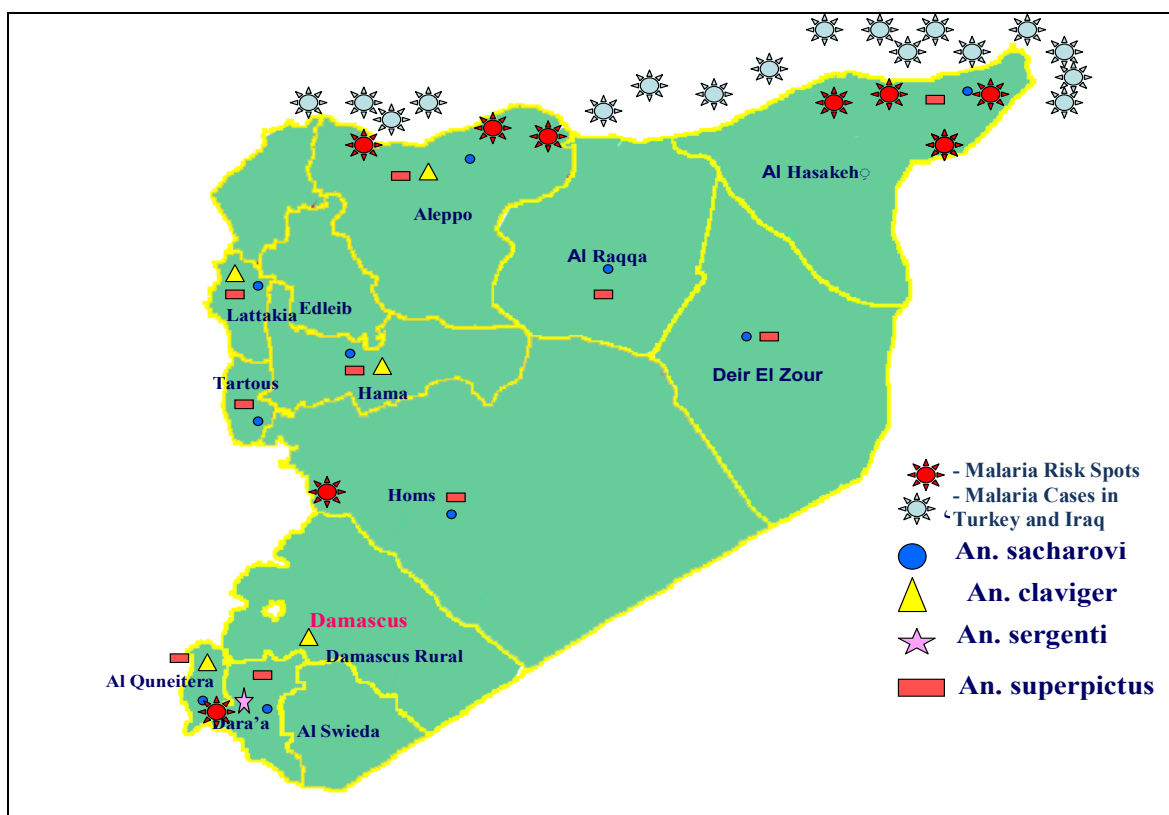 Al Hasakeh
Aleppo
Al Raqqa
Edleib
Lattakia
Deir El Zour
Tartous
Hama
Homs
Damascus
Damascus Rural
Al Quneitera
Dara’a
Al Swieda
- Malaria Risk Spots
- Malaria Cases in
Turkey and Iraq
An. sacharovi
An. claviger
An. sergenti
An. superpictus